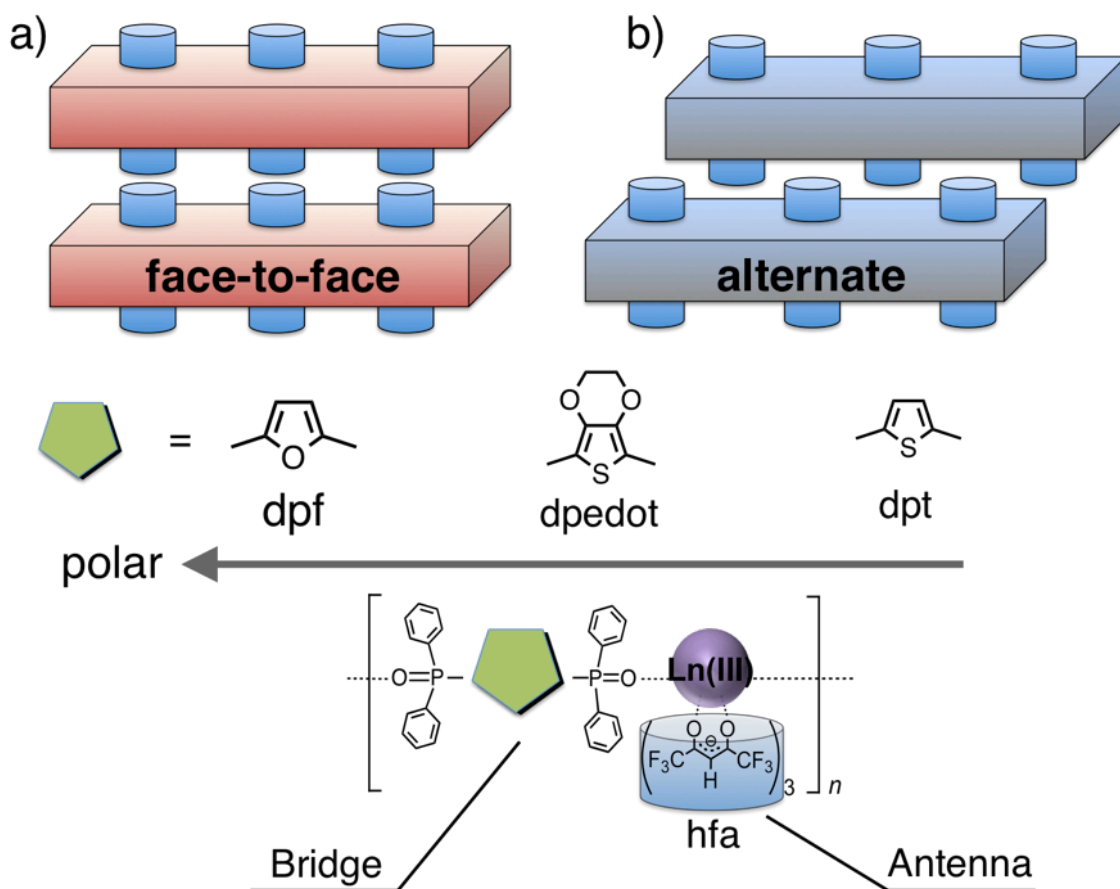 a)
b)
face-to-face
alternate
=
O
dpf
O O
S
dpedot
S
dpt
polar
O=P
P=O
Ln(III)
O O
⊖
F3C CF3
H
3
n
hfa
Bridge
Antenna